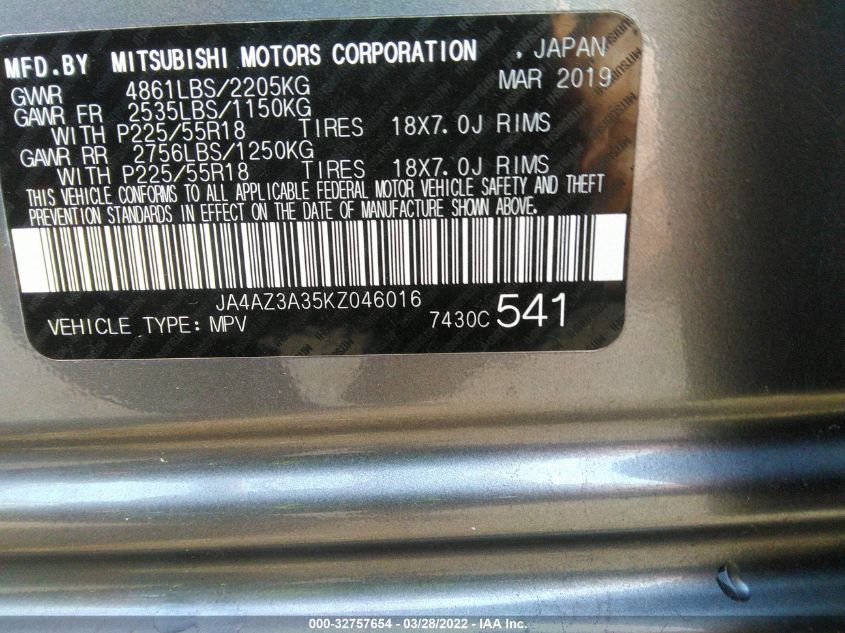 MFD.BY MITSUBISHI MOTORS CORPORATION , JAPAN
GVWR 4861LBS/2205KG MAR 2019
GAWR FR 2535LBS/1150KG
WITH P225/55R18 TIRES 18X7.0J RIMS
GAWR RR 2756LBS/1250KG
WITH P225/55R18 TIRES 18X7.0J RIMS
THIS VEHICLE CONFORMS TO ALL APPLICABLE FEDERAL MOTOR VEHICLE SAFETY AND THEFT
PREVENTION STANDARDS IN EFFECT ON THE DATE OF MANUFACTURE SHOWN ABOVE.
JA4AZ3A35KZ046016
VEHICLE TYPE: MPV 7430C 541
000-32757654 - 03/28/2022 - IAA Inc.